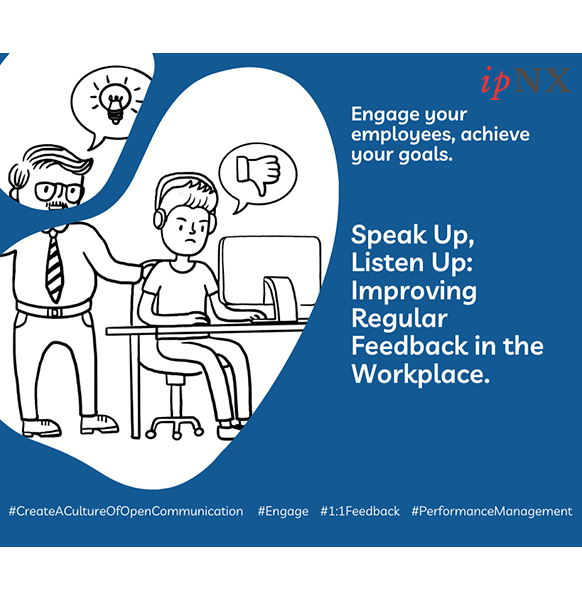 ipNX
Engage your
employees, achieve
your goals.
Speak Up,
Listen Up:
Improving
Regular
Feedback in the
Workplace.
#CreateACultureOfOpenCommunication #Engage #1:1Feedback #PerformanceManagement